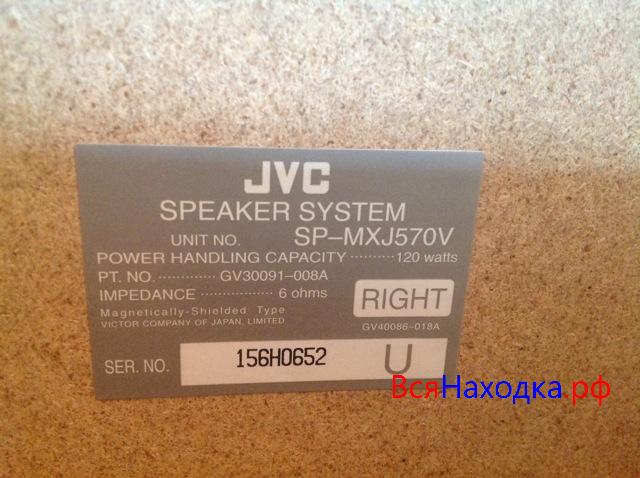 JVC
SPEAKER SYSTEM
UNIT NO. SP–MXJ570V
POWER HANDLING CAPACITY ·········· 120 watts
PT. NO. ············· GV30091–008A
IMPEDANCE ················ 6 ohms
RIGHT
Magnetically–Shielded Type
VICTOR COMPANY OF JAPAN, LIMITED
GV40086–018A
SER. NO. 156H0652 U
ВсяНаходка.рф